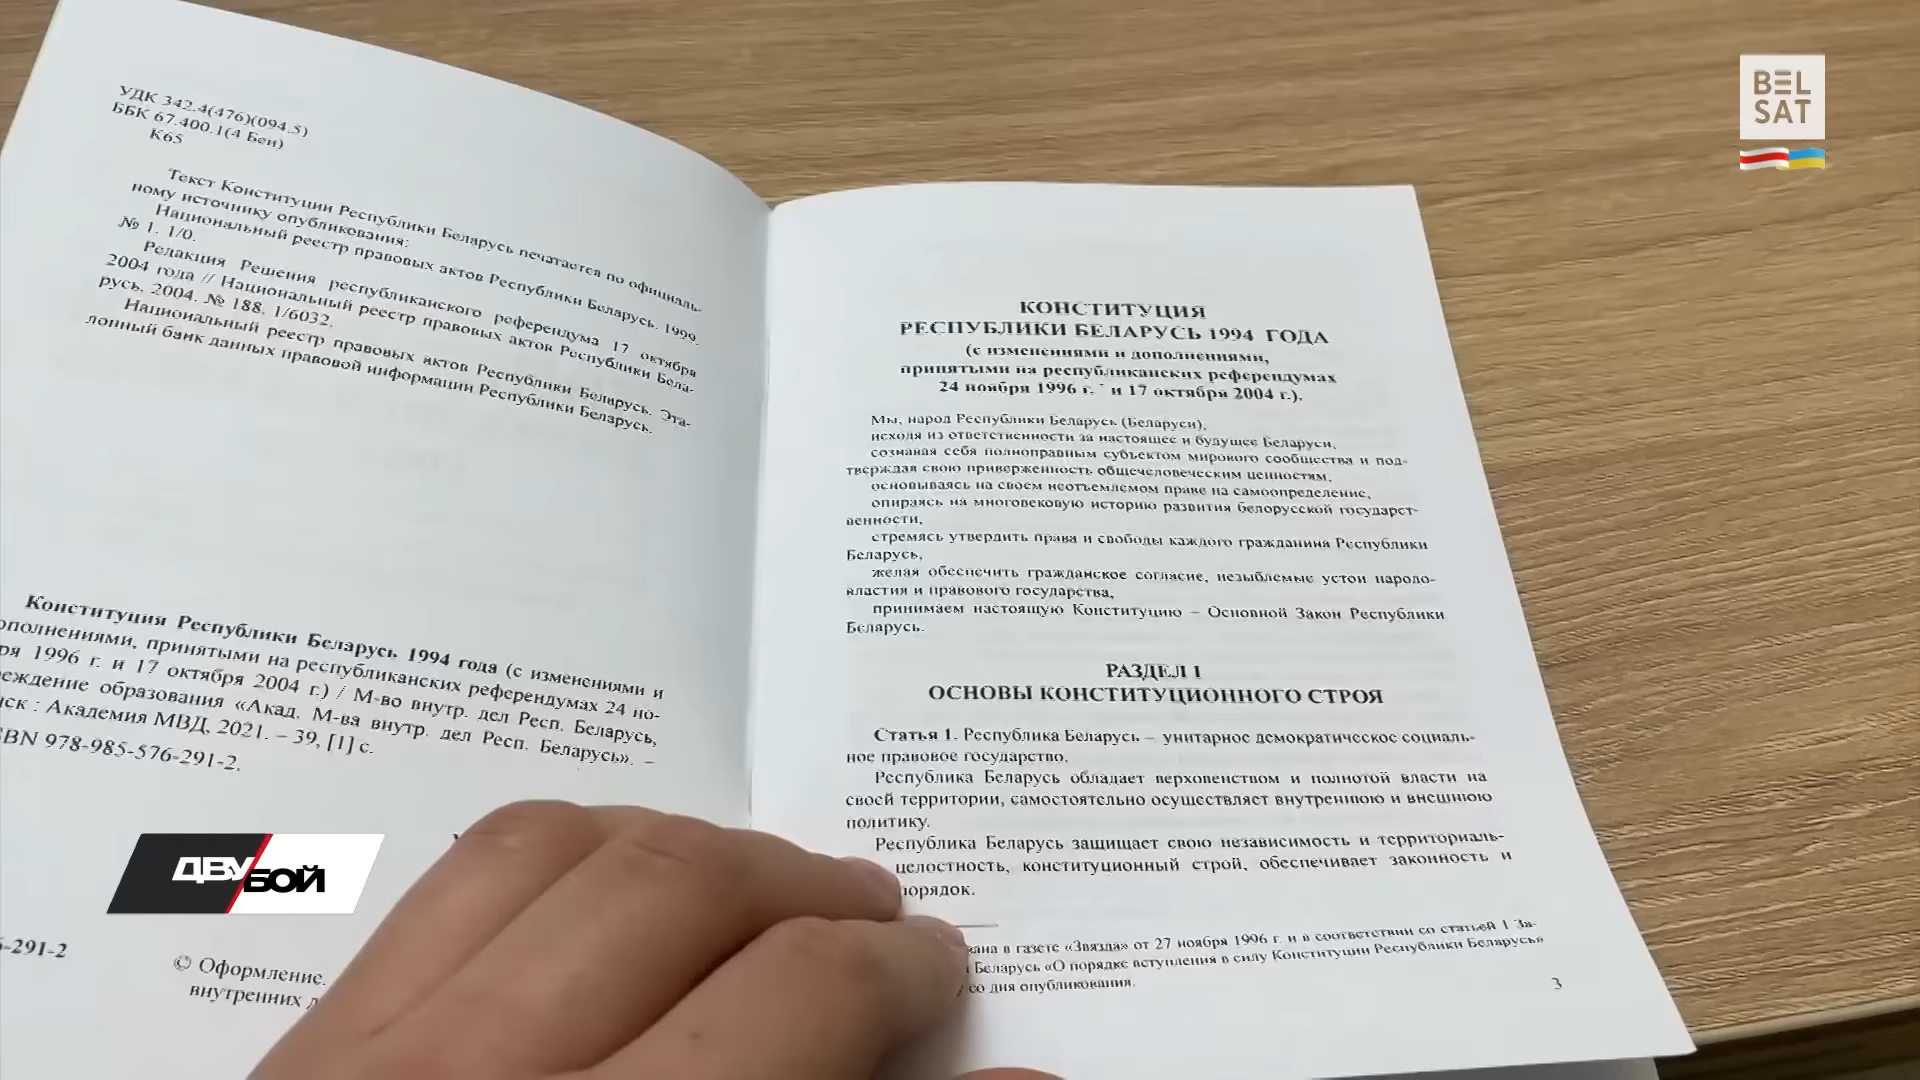 УДК 342.4(476)(094.5)
ББК 67.400.1(4 Беи)
К65
Текст Конституции Республики Беларусь печатается по официаль-
ному источнику опубликования:
Национальный реестр правовых актов Республики Беларусь. 1999.
№ 1. 1/0.
Редакция Решения республиканского референдума 17 октября
2004 года // Национальный реестр правовых актов Республики Бела-
русь. 2004. № 188. 1/6032.
Национальный реестр правовых актов Республики Беларусь. Эта-
лонный банк данных правовой информации Республики Беларусь.
Конституция Республики Беларусь 1994 года (с изменениями и
ополнениями, принятыми на республиканских референдумах 24 но-
ря 1996 г. и 17 октября 2004 г.) / М-во внутр. дел Респ. Беларусь,
еждение образования «Акад. М-ва внутр. дел Респ. Беларусь». –
нск : Академия МВД, 2021. – 39, [1] с.
BN 978-985-576-291-2.
-291-2
© Оформление.
внутренних д
КОНСТИТУЦИЯ
РЕСПУБЛИКИ БЕЛАРУСЬ 1994 ГОДА
(с изменениями и дополнениями,
принятыми на республиканских референдумах
24 ноября 1996 г. * и 17 октября 2004 г.).
Мы, народ Республики Беларусь (Беларуси),
исходя из ответственности за настоящее и будущее Беларуси,
сознавая себя полноправным субъектом мирового сообщества и под-
тверждая свою приверженность общечеловеческим ценностям,
основываясь на своем неотъемлемом праве на самоопределение,
опираясь на многовековую историю развития белорусской государст-
венности,
стремясь утвердить права и свободы каждого гражданина Республики
Беларусь,
желая обеспечить гражданское согласие, незыблемые устои народо-
властия и правового государства,
принимаем настоящую Конституцию – Основной Закон Республики
Беларусь.
РАЗДЕЛ I
ОСНОВЫ КОНСТИТУЦИОННОГО СТРОЯ
Статья 1. Республика Беларусь – унитарное демократическое социаль-
ное правовое государство.
Республика Беларусь обладает верховенством и полнотой власти на
своей территории, самостоятельно осуществляет внутреннюю и внешнюю
политику.
Республика Беларусь защищает свою независимость и территориаль-
целостность, конституционный строй, обеспечивает законность и
порядок.
вана в газете «Звязда» от 27 ноября 1996 г. и в соответствии со статьей 1 За-
Беларусь «О порядке вступления в силу Конституции Республики Беларусь»
со дня опубликования.
3
BEL
SAT
ДВУ
БОЙ